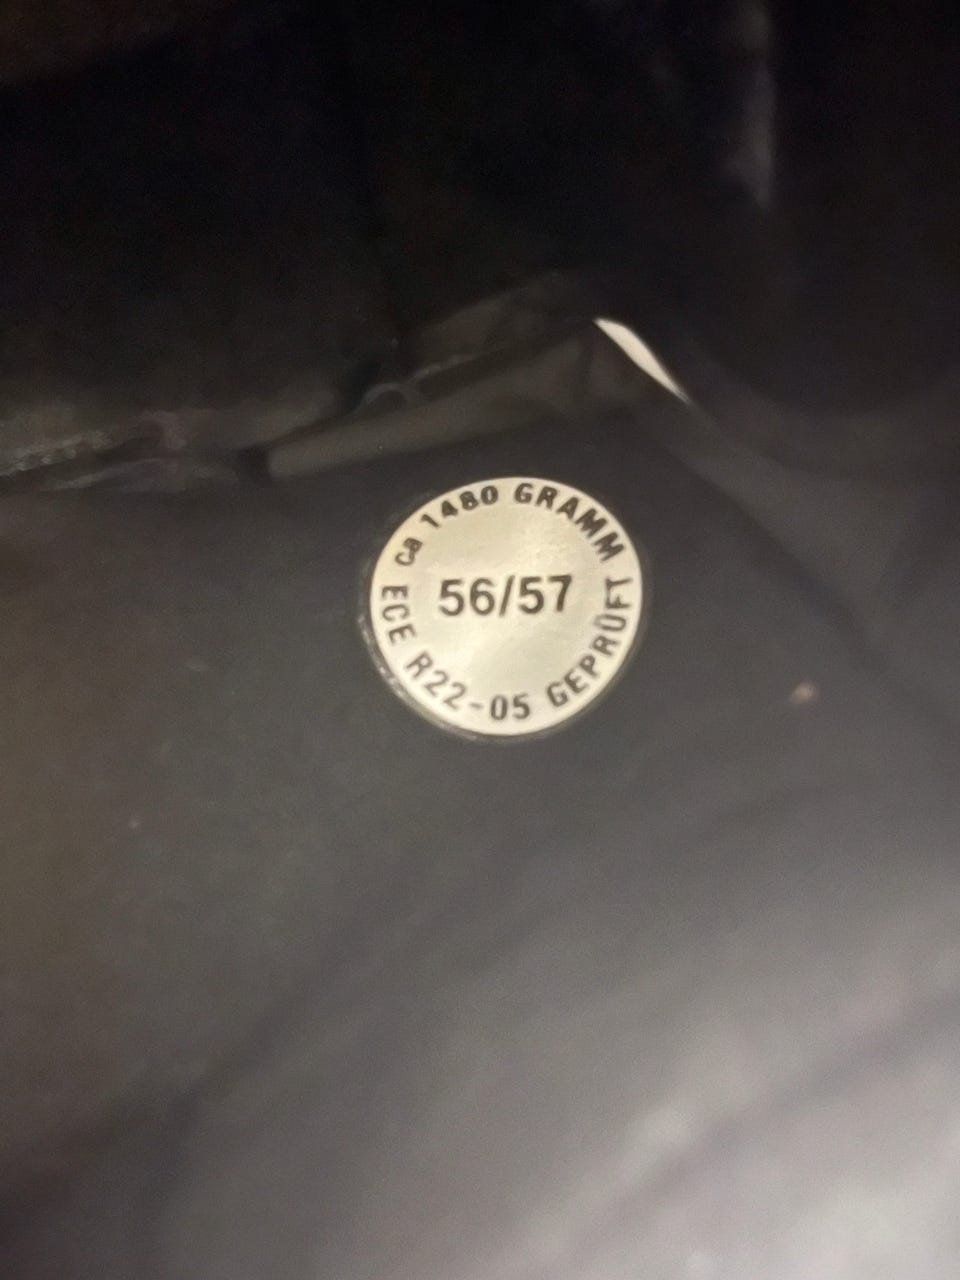 ca 1480 GRAMM
56/57
ECE R22-05 GEPRÜFT